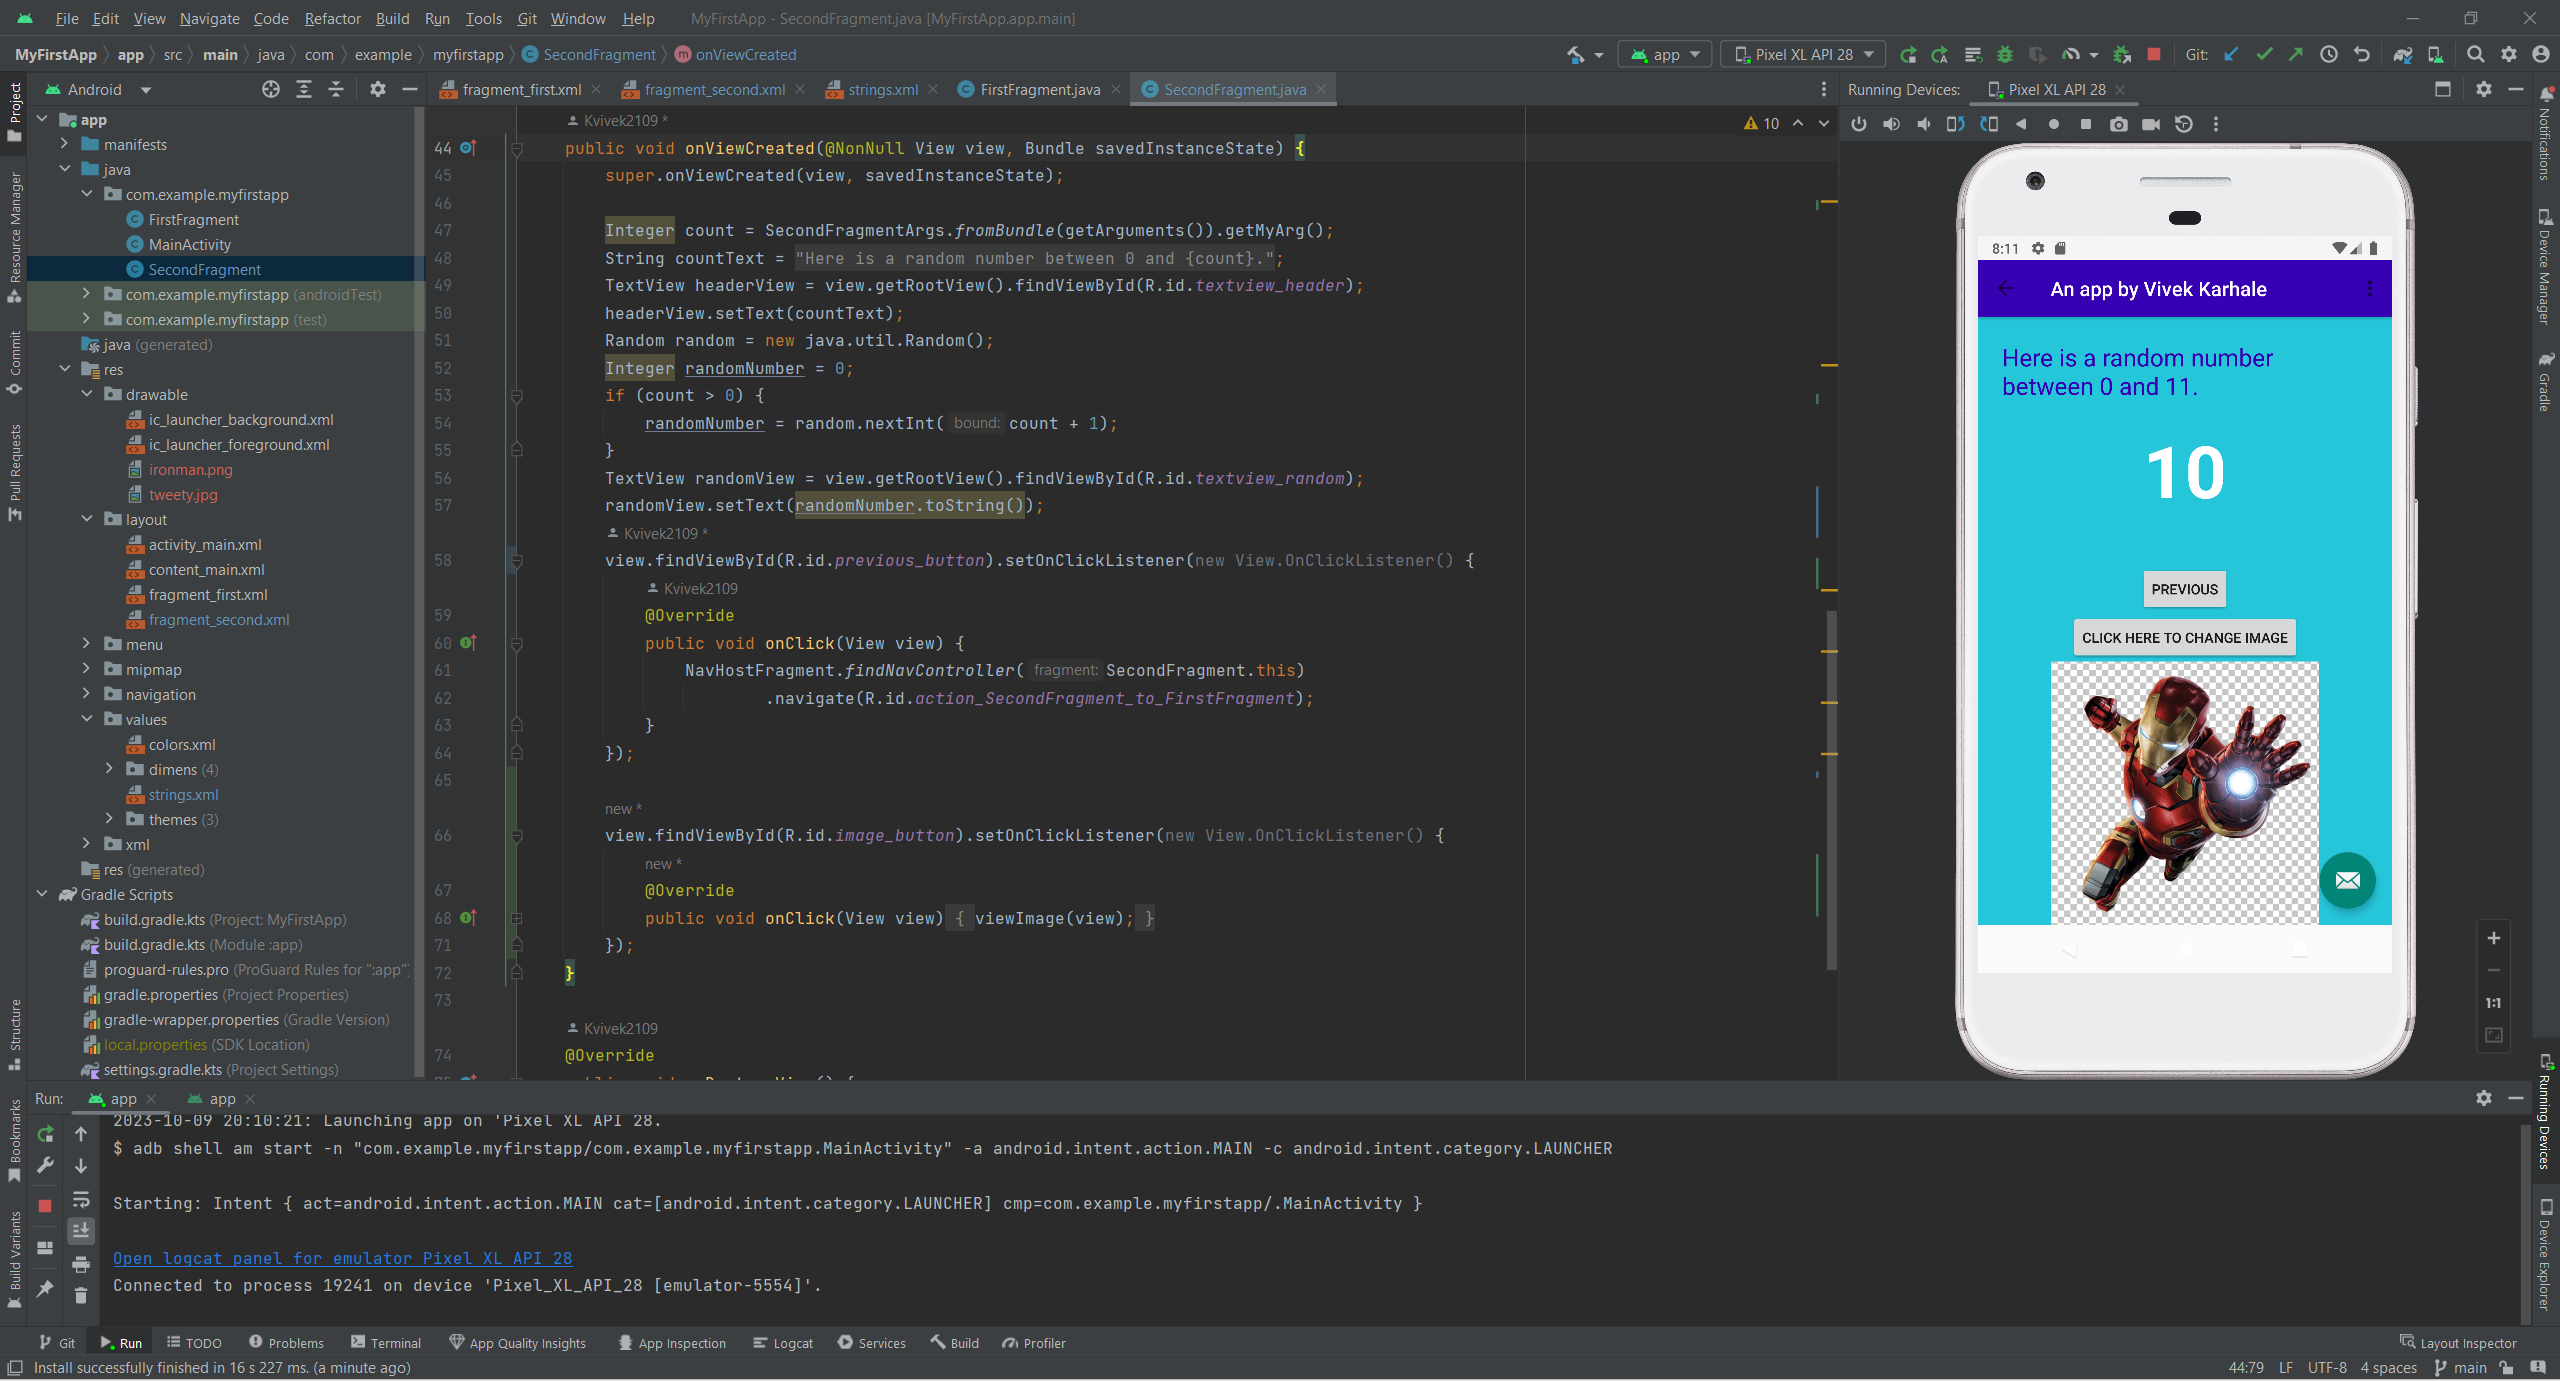 File Edit View Navigate Code Refactor Build Run Tools Git Window Help MyFirstApp - SecondFragment.java [MyFirstApp.app.main]
MyFirstApp app src main java com example myfirstapp SecondFragment onViewCreated app Pixel XL API 28 Git:
Android
fragment_first.xml fragment_second.xml strings.xml FirstFragment.java SecondFragment.java
Running Devices: Pixel XL API 28
Project
Resource Manager
Commit
Pull Requests
Structure
Bookmarks
Build Variants
app
manifests
java
com.example.myfirstapp
FirstFragment
MainActivity
SecondFragment
com.example.myfirstapp (androidTest)
com.example.myfirstapp (test)
java (generated)
res
drawable
ic_launcher_background.xml
ic_launcher_foreground.xml
ironman.png
tweety.jpg
layout
activity_main.xml
content_main.xml
fragment_first.xml
fragment_second.xml
menu
mipmap
navigation
values
colors.xml
dimens (4)
strings.xml
themes (3)
xml
res (generated)
Gradle Scripts
build.gradle.kts (Project: MyFirstApp)
build.gradle.kts (Module :app)
proguard-rules.pro (ProGuard Rules for ":app")
gradle.properties (Project Properties)
gradle-wrapper.properties (Gradle Version)
local.properties (SDK Location)
settings.gradle.kts (Project Settings)
Kvivek2109 *
10
44 public void onViewCreated(@NonNull View view, Bundle savedInstanceState) {
45 super.onViewCreated(view, savedInstanceState);
46
47 Integer count = SecondFragmentArgs.fromBundle(getArguments()).getMyArg();
48 String countText = "Here is a random number between 0 and {count}.";
49 TextView headerView = view.getRootView().findViewById(R.id.textview_header);
50 headerView.setText(countText);
51 Random random = new java.util.Random();
52 Integer randomNumber = 0;
53 if (count > 0) {
54 randomNumber = random.nextInt( bound: count + 1);
55 }
56 TextView randomView = view.getRootView().findViewById(R.id.textview_random);
57 randomView.setText(randomNumber.toString());
Kvivek2109 *
58 view.findViewById(R.id.previous_button).setOnClickListener(new View.OnClickListener() {
Kvivek2109
59 @Override
60 public void onClick(View view) {
61 NavHostFragment.findNavController( fragment: SecondFragment.this)
62 .navigate(R.id.action_SecondFragment_to_FirstFragment);
63 }
64 });
65
new *
66 view.findViewById(R.id.image_button).setOnClickListener(new View.OnClickListener() {
new *
67 @Override
68 public void onClick(View view) { viewImage(view); }
71 });
72 }
73
Kvivek2109
74 @Override
8:11
An app by Vivek Karhale
Here is a random number
between 0 and 11.
10
PREVIOUS
CLICK HERE TO CHANGE IMAGE
1:1
Notifications
Device Manager
Gradle
Running Devices
Device Explorer
Run: app app
2023-10-09 20:10:21: Launching app on 'Pixel XL API 28.
$ adb shell am start -n "com.example.myfirstapp/com.example.myfirstapp.MainActivity" -a android.intent.action.MAIN -c android.intent.category.LAUNCHER
Starting: Intent { act=android.intent.action.MAIN cat=[android.intent.category.LAUNCHER] cmp=com.example.myfirstapp/.MainActivity }
Open logcat panel for emulator Pixel XL API 28
Connected to process 19241 on device 'Pixel_XL_API_28 [emulator-5554]'.
Git Run TODO Problems Terminal App Quality Insights App Inspection Logcat Services Build Profiler Layout Inspector
Install successfully finished in 16 s 227 ms. (a minute ago) 44:79 LF UTF-8 4 spaces main